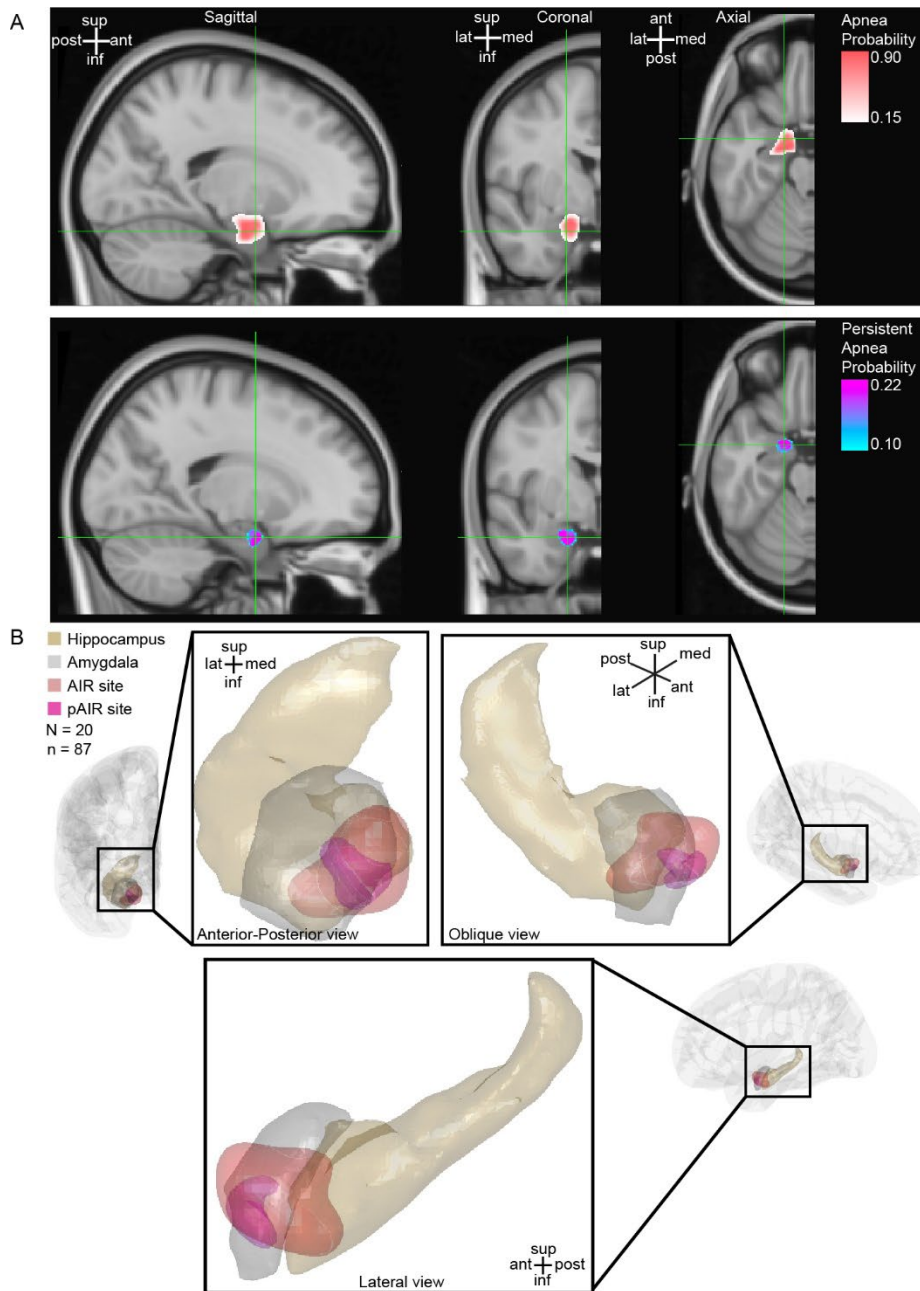 A
Sagittal
Coronal
Axial
sup
post ant
inf
sup
lat med
inf
ant
lat med
post
Apnea
Probability
0.90
0.15
Persistent
Apnea
Probability
0.22
0.10
B
Hippocampus
Amygdala
AIR site
pAIR site
N = 20
n = 87
sup
lat med
inf
Anterior-Posterior view
sup
post med
lat ant
inf
Oblique view
sup
ant post
inf
Lateral view